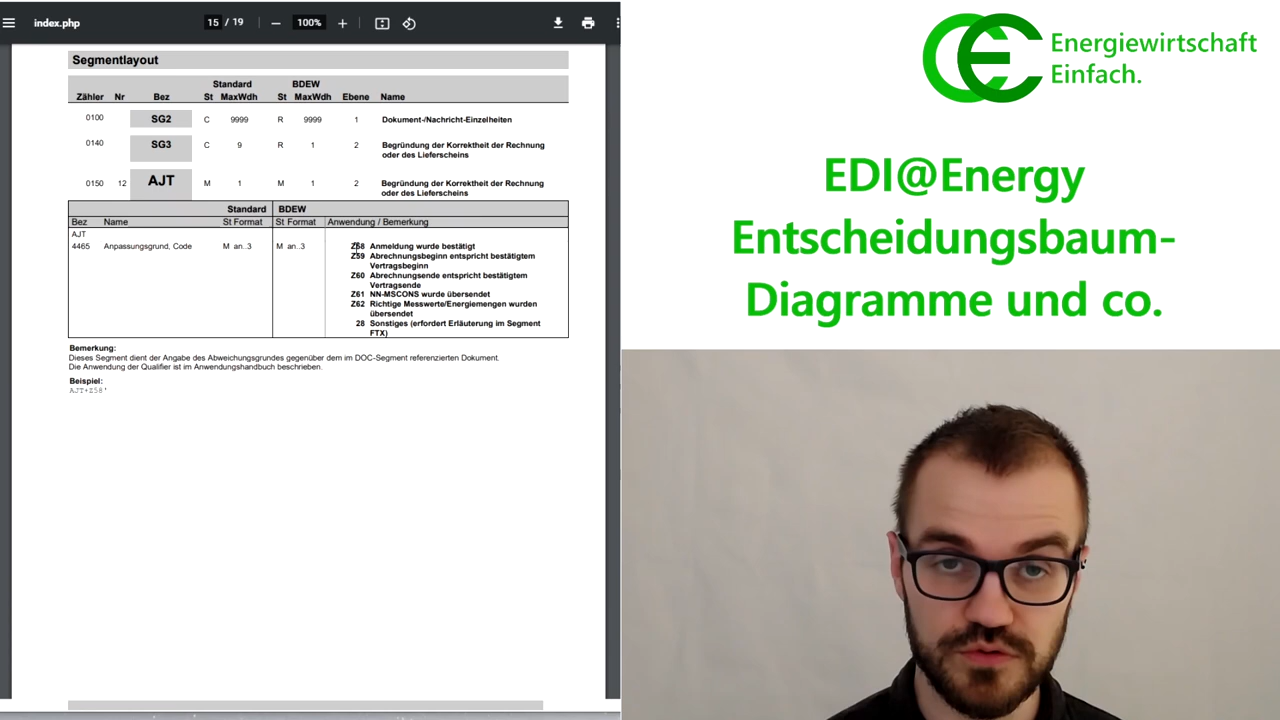 index.php
15 / 19
100%
Segmentlayout
Standard BDEW
Zähler Nr Bez St MaxWdh St MaxWdh Ebene Name
0100 SG2 C 9999 R 9999 1 Dokument-/Nachricht-Einzelheiten
0140 SG3 C 9 R 1 2 Begründung der Korrektheit der Rechnung
oder des Lieferscheins
0150 12 AJT M 1 M 1 2 Begründung der Korrektheit der Rechnung
oder des Lieferscheins
Standard BDEW
Bez Name St Format St Format Anwendung / Bemerkung
AJT
4465 Anpassungsgrund, Code M an..3 M an..3 Z58 Anmeldung wurde bestätigt
Z59 Abrechnungsbeginn entspricht bestätigtem
Vertragsbeginn
Z60 Abrechnungsende entspricht bestätigtem
Vertragsende
Z61 NN-MSCONS wurde übersendet
Z62 Richtige Messwerte/Energiemengen wurden
übersendet
28 Sonstiges (erfordert Erläuterung im Segment
FTX)
Bemerkung:
Dieses Segment dient der Angabe des Abweichungsgrundes gegenüber dem im DOC-Segment referenzierten Dokument.
Die Anwendung der Qualifier ist im Anwendungshandbuch beschrieben.
Beispiel:
AJT+Z58'
Energiewirtschaft
Einfach.
EDI@Energy
Entscheidungsbaum-
Diagramme und co.